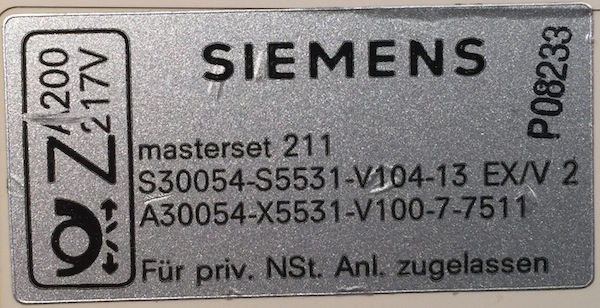 SIEMENS
masterset 211
S30054-S5531-V104-13 EX/V 2
A30054-X5531-V100-7-7511
Für priv. NSt. Anl. zugelassen
P08233
Z A200
217V